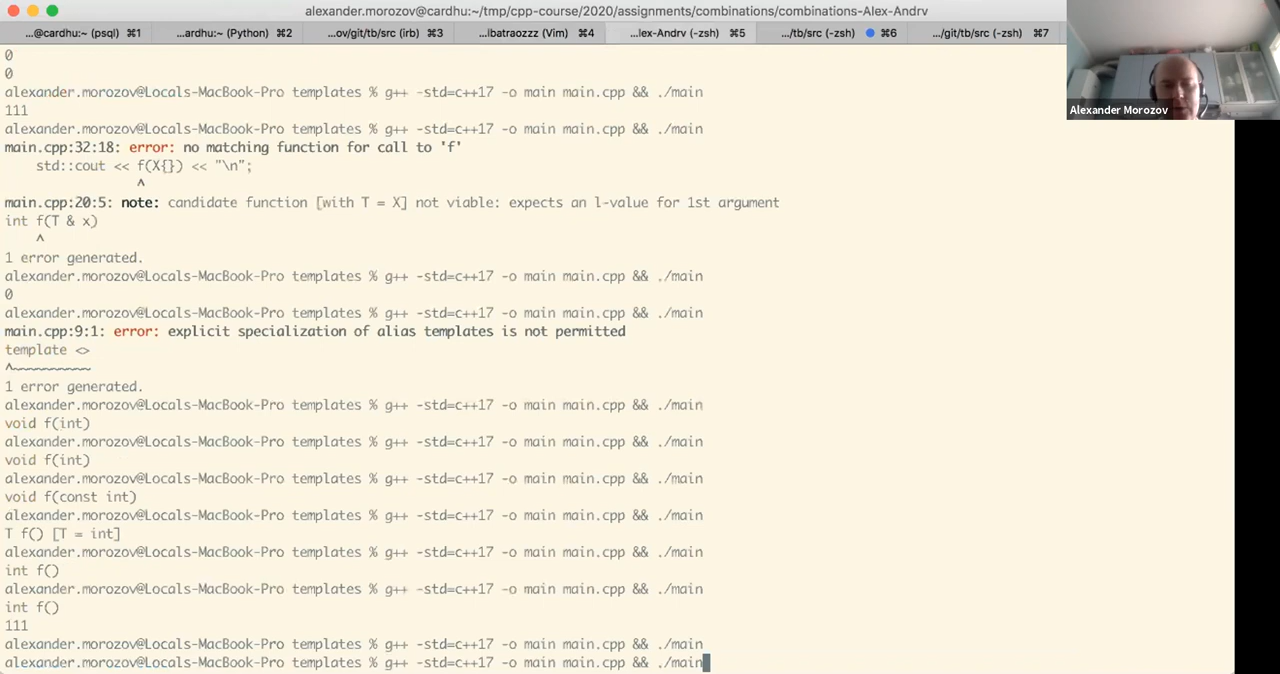 alexander.morozov@cardhu:~/tmp/cpp-course/2020/assignments/combinations/combinations-Alex-Andrv
...@cardhu:~ (psql) ⌘1 ...ardhu:~ (Python) ⌘2 ...ov/git/tb/src (irb) ⌘3 ...ibatraozzz (Vim) ⌘4 ...lex-Andrv (-zsh) ⌘5 .../tb/src (-zsh) ⌘6 .../git/tb/src (-zsh) ⌘7
Alexander Morozov
0
0
alexander.morozov@Locals-MacBook-Pro templates % g++ -std=c++17 -o main main.cpp && ./main
111
alexander.morozov@Locals-MacBook-Pro templates % g++ -std=c++17 -o main main.cpp && ./main
main.cpp:32:18: error: no matching function for call to 'f'
    std::cout << f(X{}) << "\n";
                 ^
main.cpp:20:5: note: candidate function [with T = X] not viable: expects an l-value for 1st argument
int f(T & x)
    ^
1 error generated.
alexander.morozov@Locals-MacBook-Pro templates % g++ -std=c++17 -o main main.cpp && ./main
0
alexander.morozov@Locals-MacBook-Pro templates % g++ -std=c++17 -o main main.cpp && ./main
main.cpp:9:1: error: explicit specialization of alias templates is not permitted
template <>
^~~~~~~~~~~
1 error generated.
alexander.morozov@Locals-MacBook-Pro templates % g++ -std=c++17 -o main main.cpp && ./main
void f(int)
alexander.morozov@Locals-MacBook-Pro templates % g++ -std=c++17 -o main main.cpp && ./main
void f(int)
alexander.morozov@Locals-MacBook-Pro templates % g++ -std=c++17 -o main main.cpp && ./main
void f(const int)
alexander.morozov@Locals-MacBook-Pro templates % g++ -std=c++17 -o main main.cpp && ./main
T f() [T = int]
alexander.morozov@Locals-MacBook-Pro templates % g++ -std=c++17 -o main main.cpp && ./main
int f()
alexander.morozov@Locals-MacBook-Pro templates % g++ -std=c++17 -o main main.cpp && ./main
int f()
111
alexander.morozov@Locals-MacBook-Pro templates % g++ -std=c++17 -o main main.cpp && ./main
alexander.morozov@Locals-MacBook-Pro templates % g++ -std=c++17 -o main main.cpp && ./main